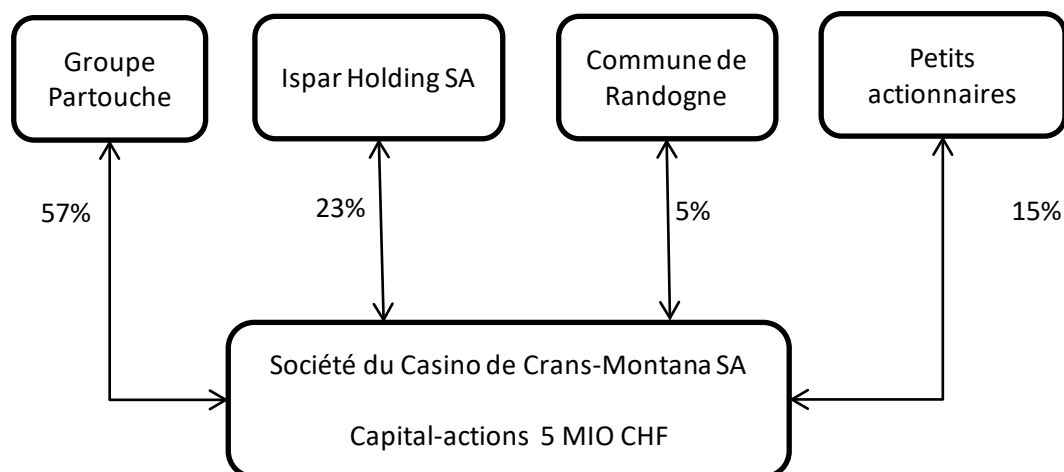 Groupe
Partouche
Ispar Holding SA
Commune de
Randogne
Petits
actionnaires
57%
23%
5%
15%
Société du Casino de Crans-Montana SA
Capital-actions 5 MIO CHF